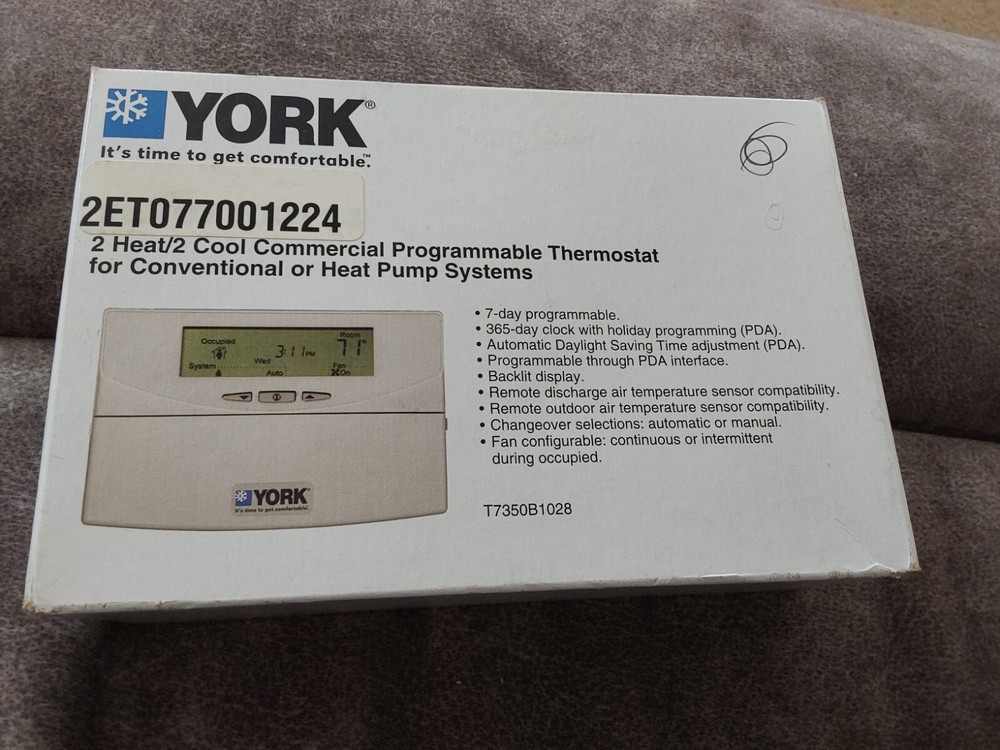 YORK®
It's time to get comfortable.™
2ET077001224
2 Heat/2 Cool Commercial Programmable Thermostat
for Conventional or Heat Pump Systems
• 7-day programmable.
• 365-day clock with holiday programming (PDA).
• Automatic Daylight Saving Time adjustment (PDA).
• Programmable through PDA interface.
• Backlit display.
• Remote discharge air temperature sensor compatibility.
• Remote outdoor air temperature sensor compatibility.
• Changeover selections: automatic or manual.
• Fan configurable: continuous or intermittent
during occupied.
T7350B1028
Room
Occupied
Wed 3:11 PM 71°
System Auto Fan
On
YORK
It's time to get comfortable.